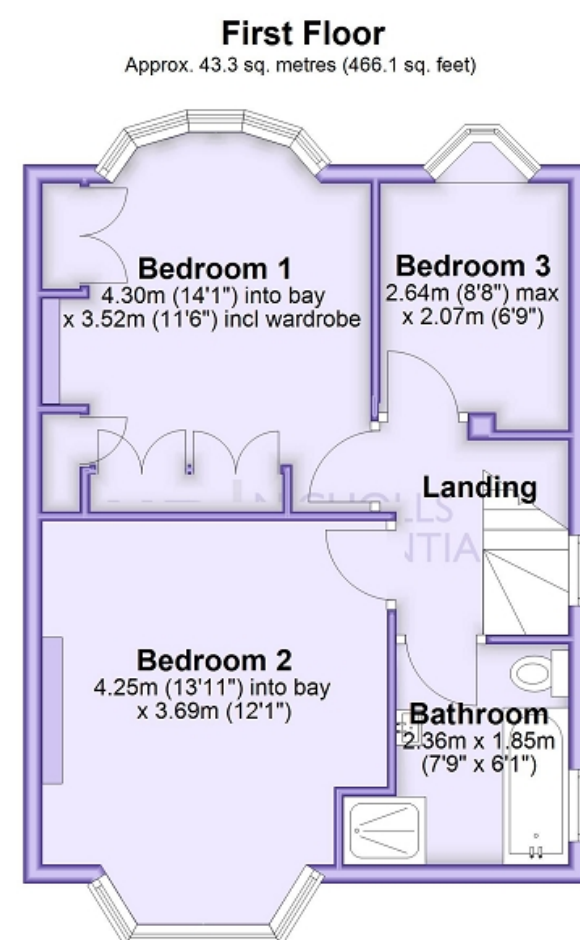 First Floor
Approx. 43.3 sq. metres (466.1 sq. feet)
Bedroom 1
4.30m (14'1") into bay
x 3.52m (11'6") incl wardrobe
Bedroom 3
2.64m (8'8") max
x 2.07m (6'9")
Landing
Bedroom 2
4.25m (13'11") into bay
x 3.69m (12'1")
Bathroom
2.36m x 1.85m
(7'9" x 6'1")